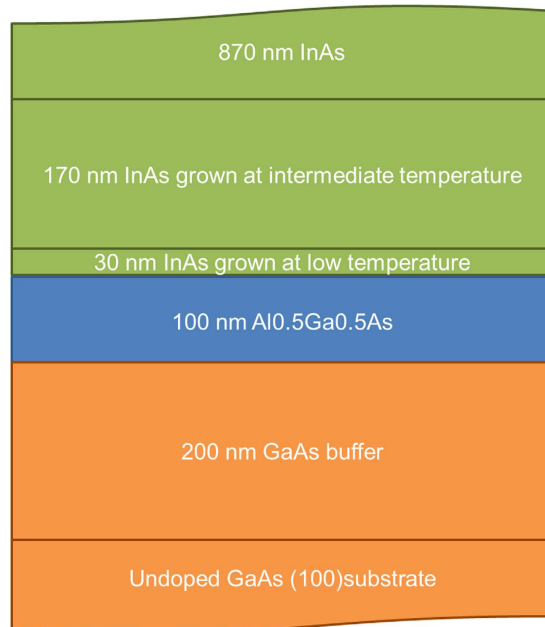 870 nm InAs
170 nm InAs grown at intermediate temperature
30 nm InAs grown at low temperature
100 nm Al0.5Ga0.5As
200 nm GaAs buffer
Undoped GaAs (100)substrate